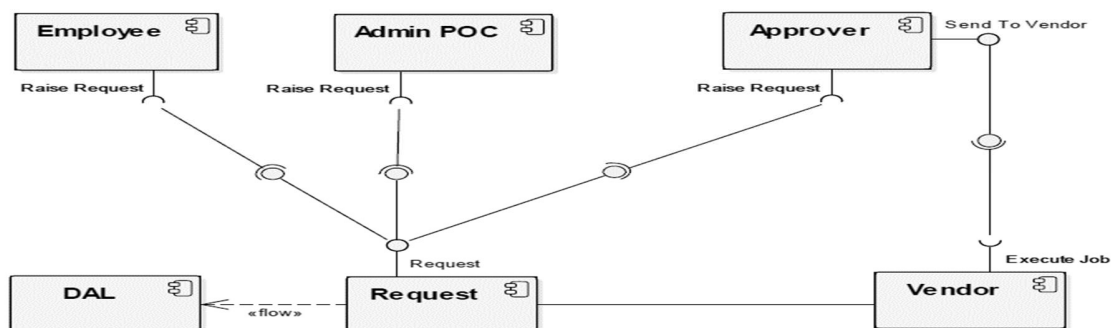 Employee
Admin POC
Approver
Send To Vendor
Raise Request
Raise Request
Raise Request
Request
Execute Job
DAL
«flow»
Request
Vendor